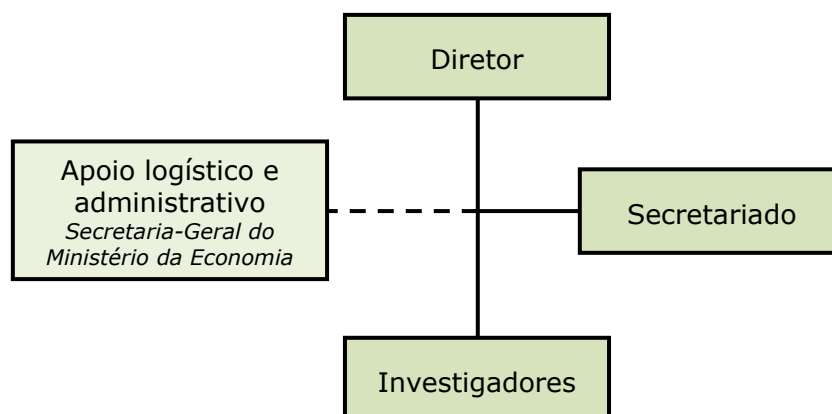 Diretor
Apoio logístico e
administrativo
Secretaria-Geral do
Ministério da Economia
Secretariado
Investigadores